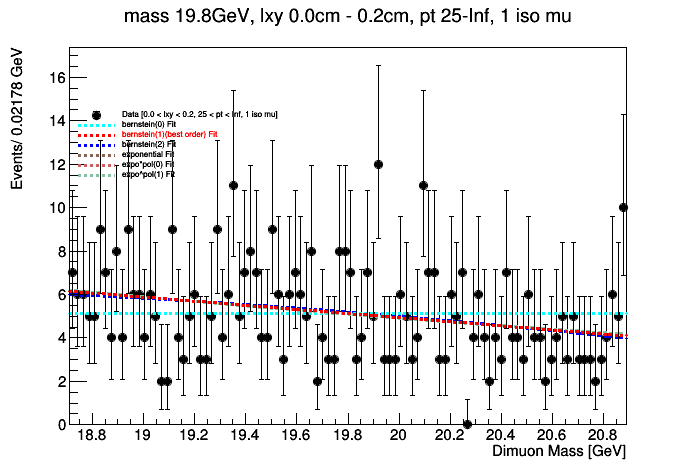 mass 19.8GeV, lxy 0.0cm - 0.2cm, pt 25-Inf, 1 iso mu
Events/ 0.02178 GeV
16
14
12
10
8
6
4
2
0
Data [0.0 < lxy < 0.2, 25 < pt < Inf, 1 iso mu]
bernstein(0) Fit
bernstein(1)(best order) Fit
bernstein(2) Fit
exponential Fit
expo*pol(0) Fit
expo^pol(1) Fit
18.8 19 19.2 19.4 19.6 19.8 20 20.2 20.4 20.6 20.8
Dimuon Mass [GeV]